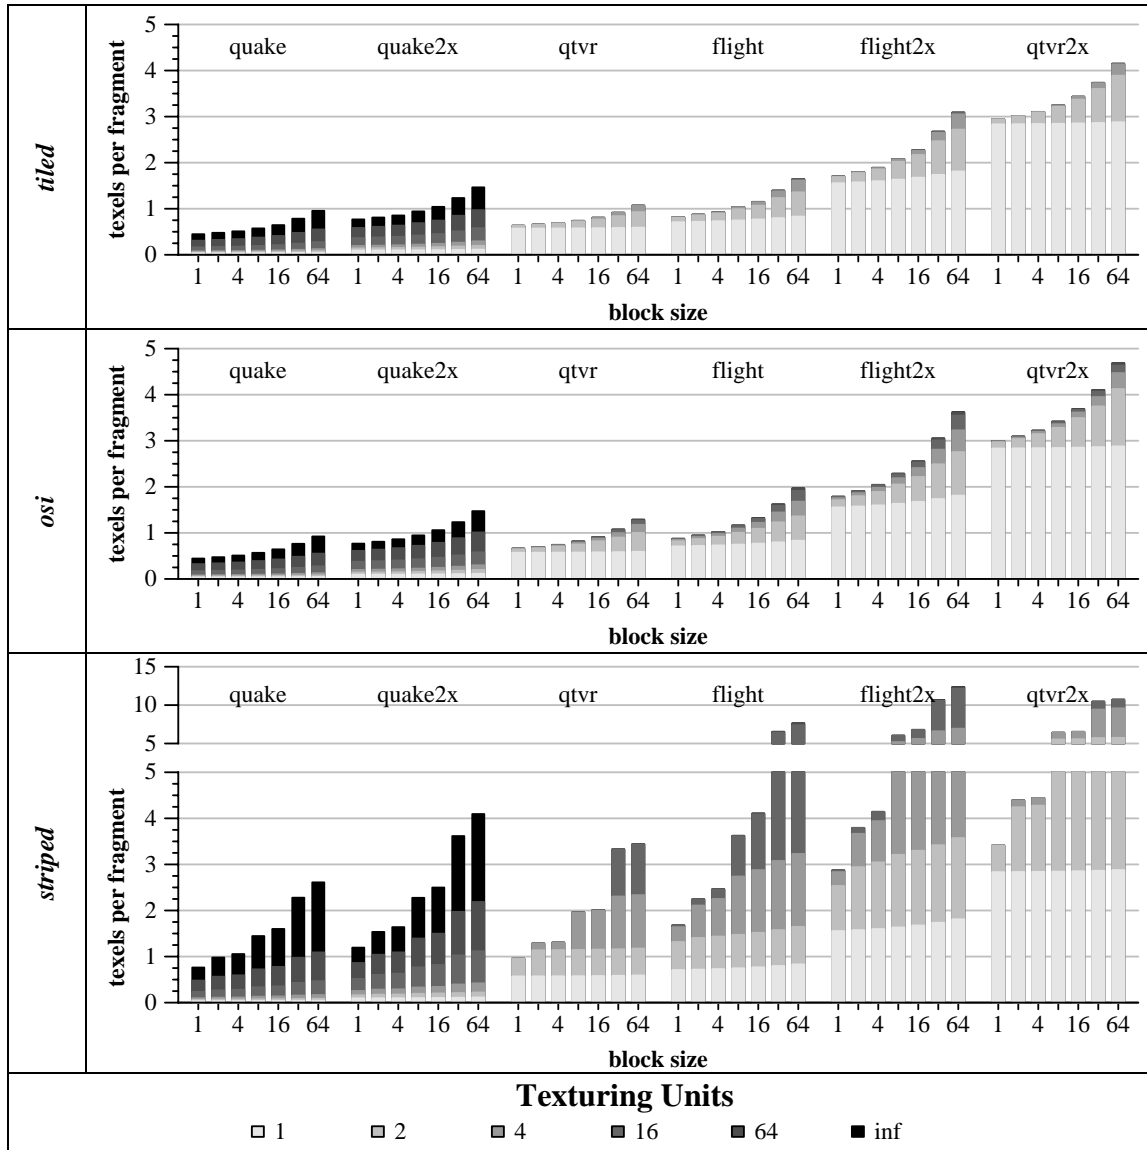 tiled
texels per fragment
5
4
3
2
1
0
quake quake2x qtvr flight flight2x qtvr2x
1 4 16 64 1 4 16 64 1 4 16 64 1 4 16 64 1 4 16 64 1 4 16 64
block size
osi
texels per fragment
5
4
3
2
1
0
quake quake2x qtvr flight flight2x qtvr2x
1 4 16 64 1 4 16 64 1 4 16 64 1 4 16 64 1 4 16 64 1 4 16 64
block size
striped
texels per fragment
15
10
5
5
4
3
2
1
0
quake quake2x qtvr flight flight2x qtvr2x
1 4 16 64 1 4 16 64 1 4 16 64 1 4 16 64 1 4 16 64 1 4 16 64
block size
Texturing Units
1 2 4 16 64 inf